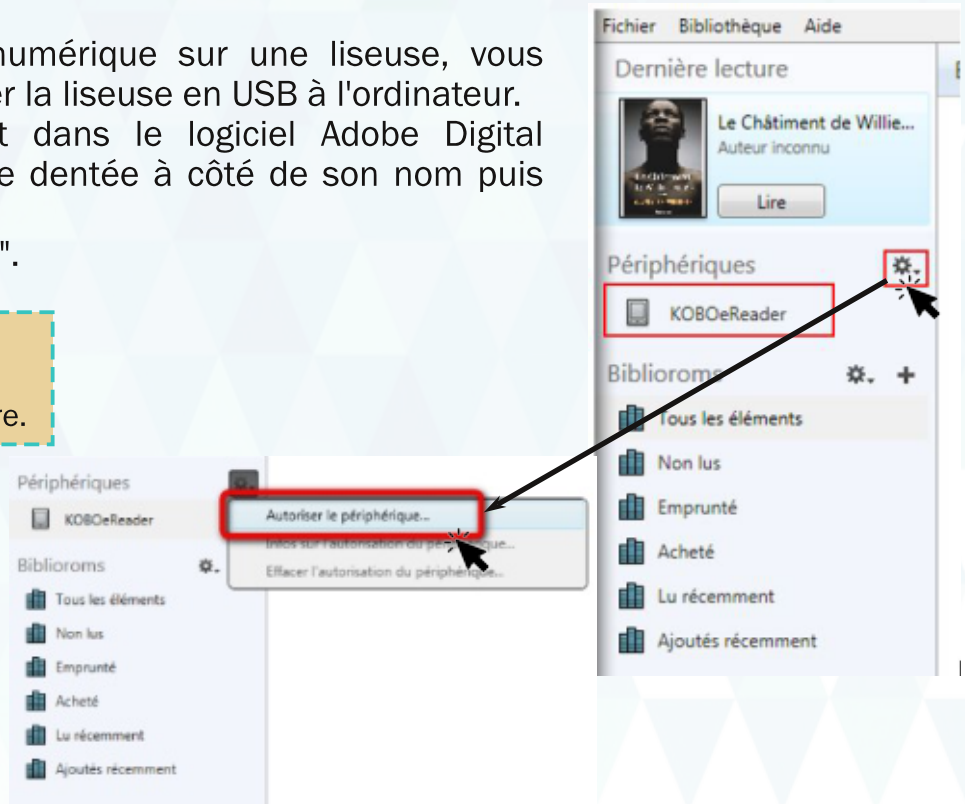 numérique sur une liseuse, vous
er la liseuse en USB à l'ordinateur.
t dans le logiciel Adobe Digital
e dentée à côté de son nom puis
".
re.
Fichier Bibliothèque Aide
Dernière lecture
Le Châtiment de Willie...
Auteur inconnu
Lire
Périphériques
KOBOeReader
Biblioroms
Tous les éléments
Non lus
Emprunté
Acheté
Lu récemment
Ajoutés récemment
Périphériques
KOBOeReader
Autoriser le périphérique...
Infos sur l'autorisation du périphérique...
Effacer l'autorisation du périphérique...
Biblioroms
Tous les éléments
Non lus
Emprunté
Acheté
Lu récemment
Ajoutés récemment